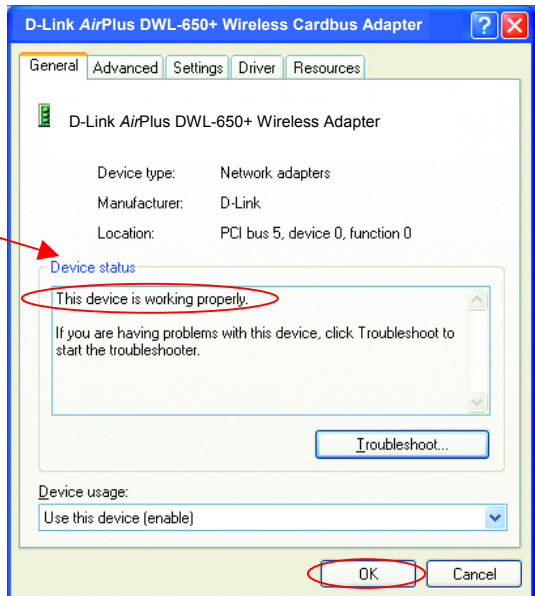 D-Link AirPlus DWL-650+ Wireless Cardbus Adapter
General Advanced Settings Driver Resources
D-Link AirPlus DWL-650+ Wireless Adapter
Device type: Network adapters
Manufacturer: D-Link
Location: PCI bus 5, device 0, function 0
Device status
This device is working properly.
If you are having problems with this device, click Troubleshoot to
start the troubleshooter.
Troubleshoot...
Device usage:
Use this device (enable)
OK Cancel